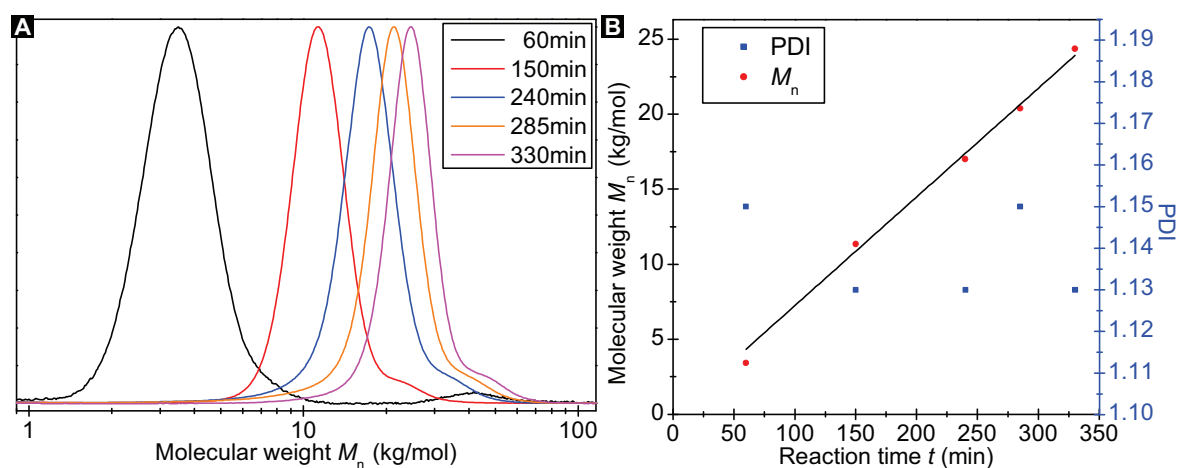 A
60min
150min
240min
285min
330min
1
10
100
Molecular weight Mn (kg/mol)
B
PDI
Mn
25
20
15
10
5
0
Molecular weight Mn (kg/mol)
0
50
100
150
200
250
300
350
Reaction time t (min)
1.19
1.18
1.17
1.16
1.15
1.14
1.13
1.12
1.11
1.10
PDI